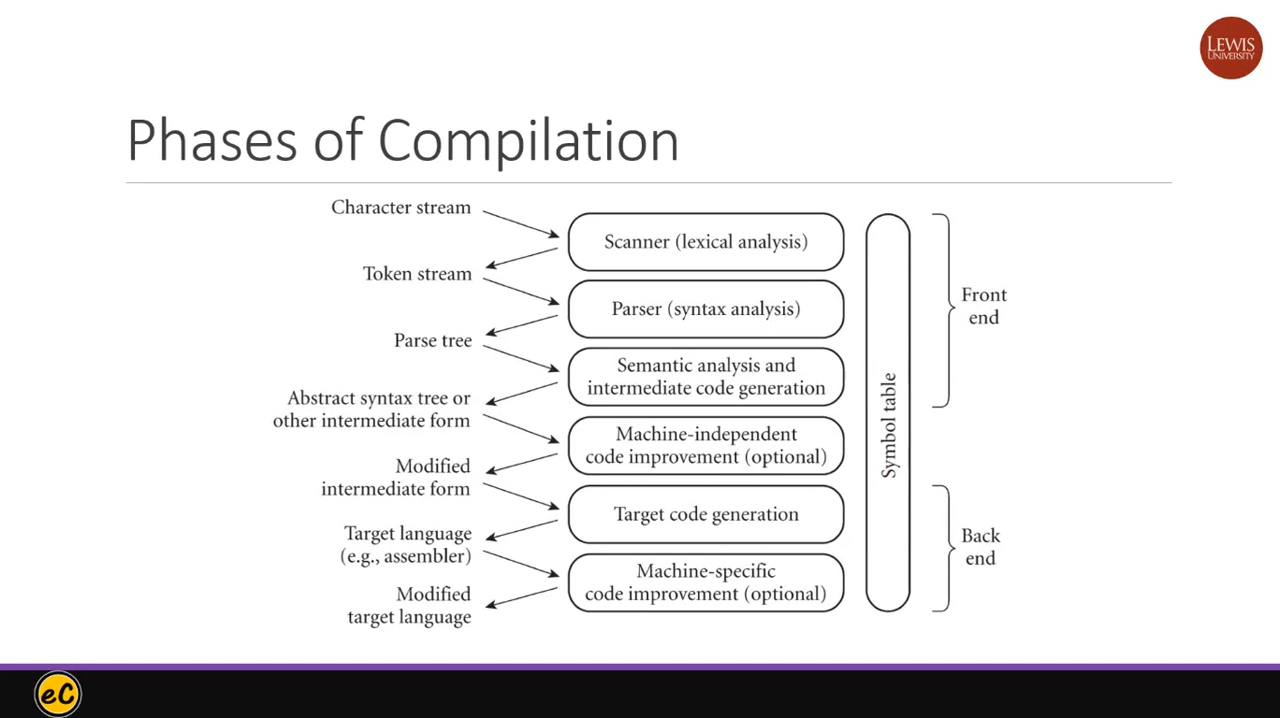 LEWIS
UNIVERSITY
Phases of Compilation
Character stream
Scanner (lexical analysis)
Token stream
Parser (syntax analysis)
Parse tree
Semantic analysis and
intermediate code generation
Abstract syntax tree or
other intermediate form
Machine-independent
code improvement (optional)
Modified
intermediate form
Target code generation
Target language
(e.g., assembler)
Machine-specific
code improvement (optional)
Modified
target language
Symbol table
Front
end
Back
end
eC